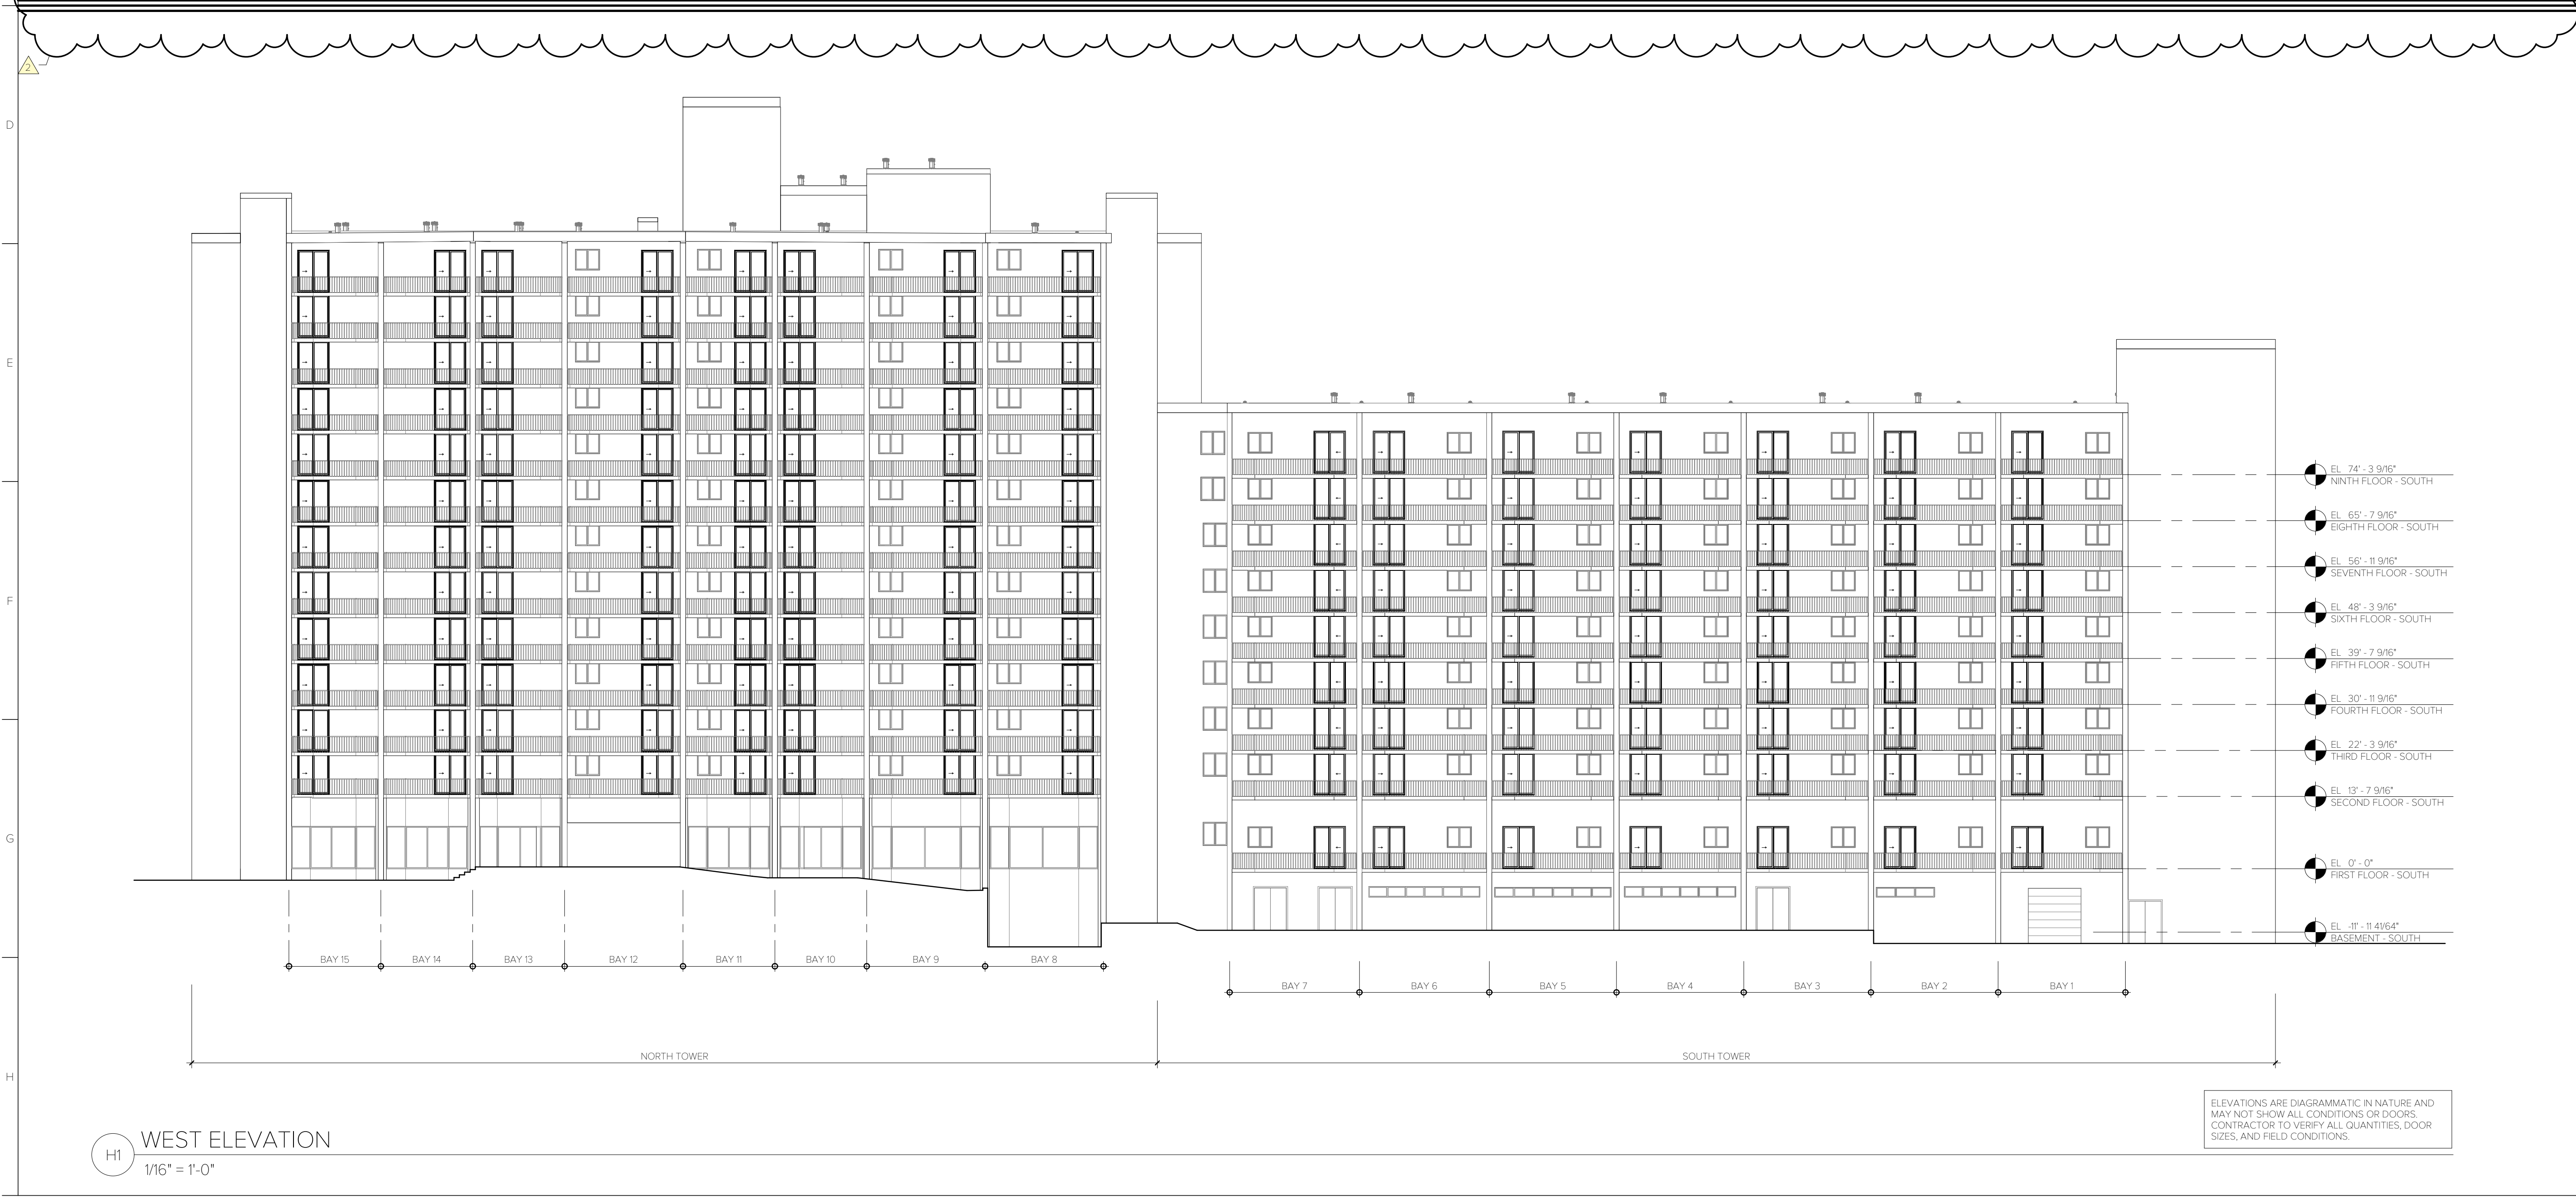 2
D
E
F
G
H
EL 74' - 3 9/16"
NINTH FLOOR - SOUTH
EL 65' - 7 9/16"
EIGHTH FLOOR - SOUTH
EL 56' - 11 9/16"
SEVENTH FLOOR - SOUTH
EL 48' - 3 9/16"
SIXTH FLOOR - SOUTH
EL 39' - 7 9/16"
FIFTH FLOOR - SOUTH
EL 30' - 11 9/16"
FOURTH FLOOR - SOUTH
EL 22' - 3 9/16"
THIRD FLOOR - SOUTH
EL 13' - 7 9/16"
SECOND FLOOR - SOUTH
EL 0' - 0"
FIRST FLOOR - SOUTH
EL -11' - 11 41/64"
BASEMENT - SOUTH
BAY 15 BAY 14 BAY 13 BAY 12 BAY 11 BAY 10 BAY 9 BAY 8
BAY 7 BAY 6 BAY 5 BAY 4 BAY 3 BAY 2 BAY 1
NORTH TOWER SOUTH TOWER
ELEVATIONS ARE DIAGRAMMATIC IN NATURE AND
MAY NOT SHOW ALL CONDITIONS OR DOORS.
CONTRACTOR TO VERIFY ALL QUANTITIES, DOOR
SIZES, AND FIELD CONDITIONS.
H1 WEST ELEVATION
1/16" = 1'-0"